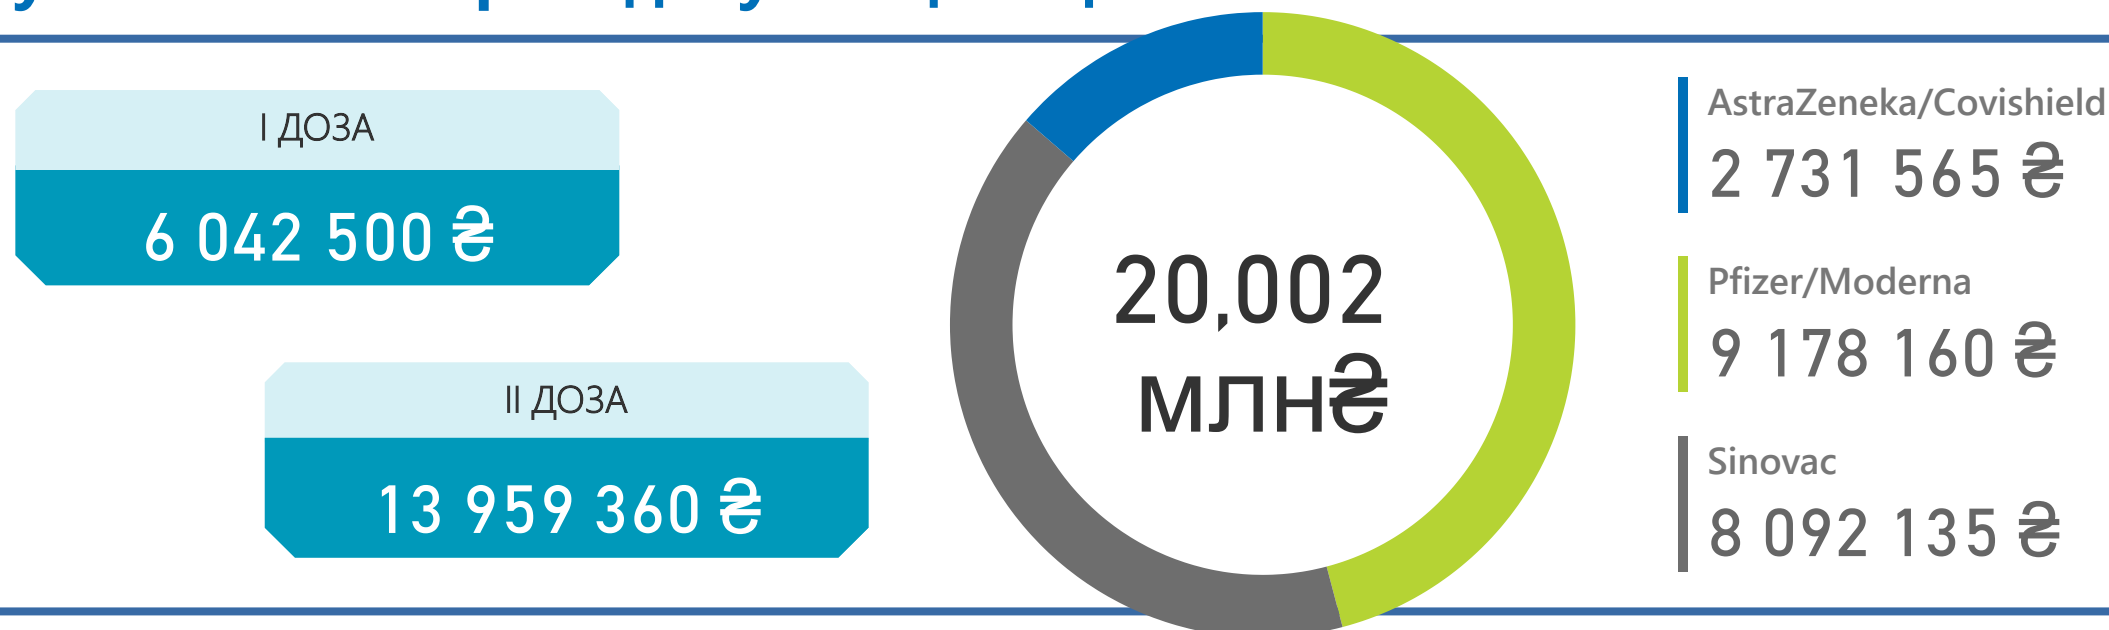 І ДОЗА
6 042 500 ₴
ІІ ДОЗА
13 959 360 ₴
20,002
млн₴
AstraZeneka/Covishield
2 731 565 ₴
Pfizer/Moderna
9 178 160 ₴
Sinovac
8 092 135 ₴